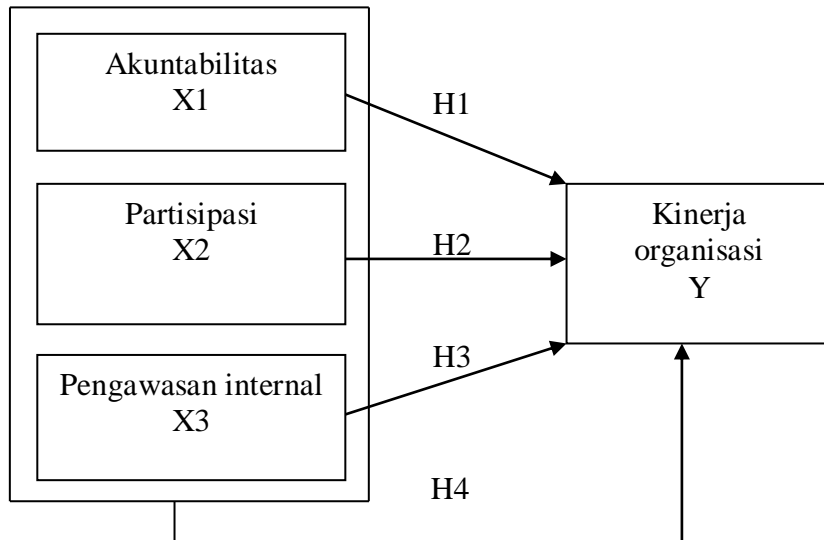 Akuntabilitas
X1
H1
Partisipasi
X2
H2
Kinerja
organisasi
Y
Pengawasan internal
X3
H3
H4